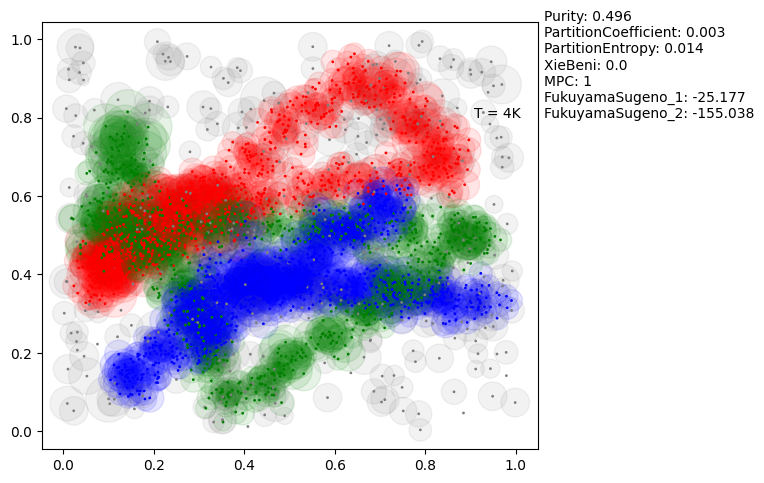 Purity: 0.496
PartitionCoefficient: 0.003
PartitionEntropy: 0.014
XieBeni: 0.0
MPC: 1
FukuyamaSugeno_1: -25.177
FukuyamaSugeno_2: -155.038
T = 4K
1.0
0.8
0.6
0.4
0.2
0.0
0.0 0.2 0.4 0.6 0.8 1.0